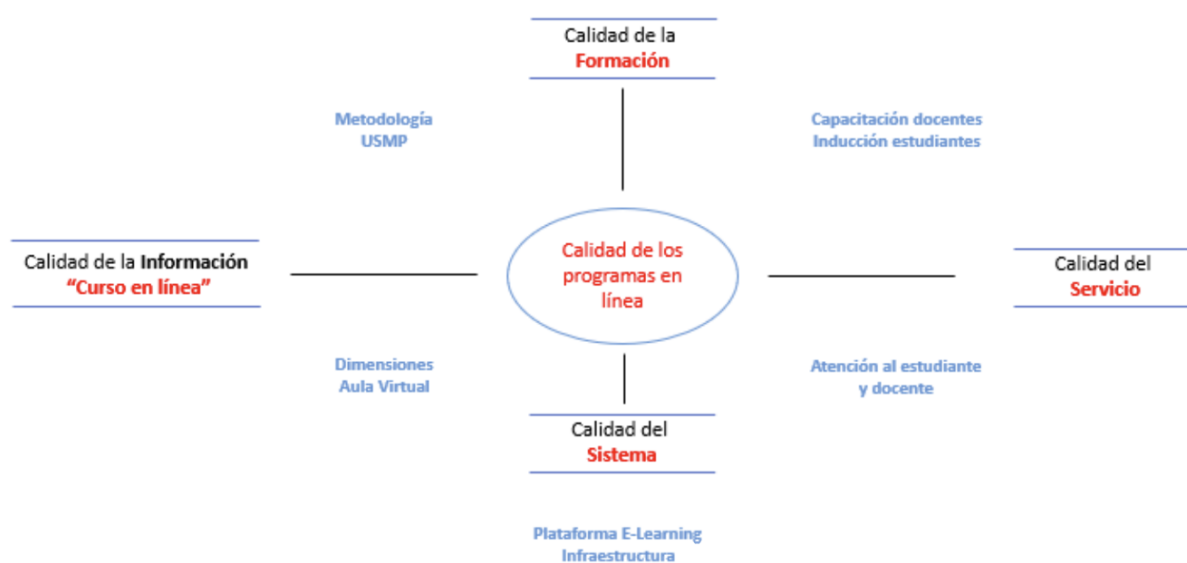 Calidad de la
Formación
Metodología
USMP
Capacitación docentes
Inducción estudiantes
Calidad de la Información
“Curso en línea”
Calidad de los
programas en
línea
Calidad del
Servicio
Dimensiones
Aula Virtual
Atención al estudiante
y docente
Calidad del
Sistema
Plataforma E-Learning
Infraestructura